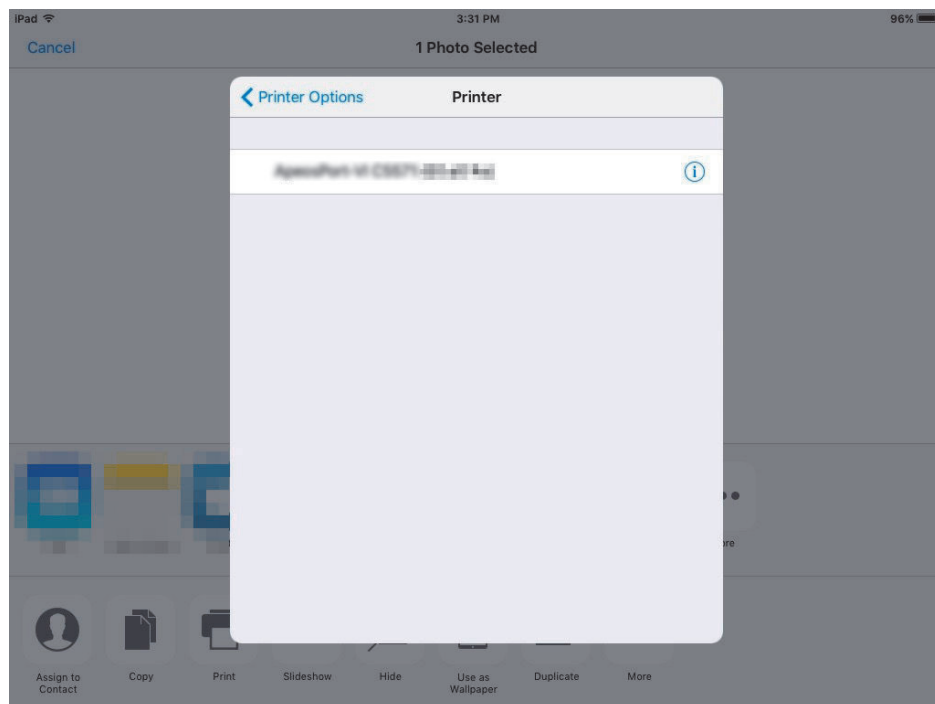 iPad 3:31 PM 96%
Cancel 1 Photo Selected
Printer Options Printer
Assign to Contact Copy Print Slideshow Hide Use as Wallpaper Duplicate More